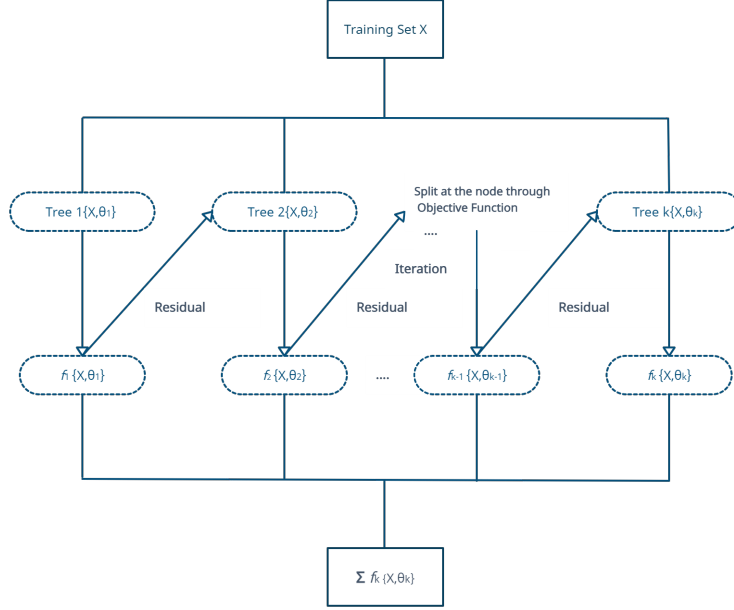 Training Set X
Tree 1{X,θ₁}
Tree 2{X,θ₂}
Split at the node through
Objective Function
....
Tree k{X,θₖ}
Iteration
Residual
Residual
Residual
f₁ {X,θ₁}
f₂ {X,θ₂}
....
fₖ₋₁ {X,θₖ₋₁}
fₖ {X,θₖ}
Σ fₖ {X,θₖ}